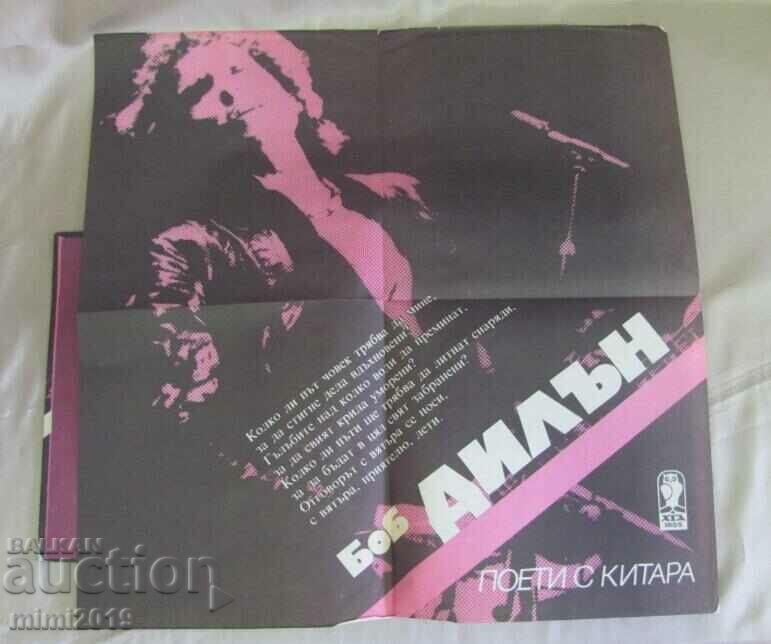 Колко ли път човек трябва да мине,
за да стигне дела вдъхновени?
Гълъбите над колко води да преминат,
за да свият крила уморени?
Колко ли пъти ще трябва да литнат снаряди,
за да бъдат в цял свят забранени?
Отговорът с вятъра се носи,
с вятъра, приятелю, лети.
Боб
ДИЛЪН
ПОЕТИ С КИТАРА
BALKAN
auction
mimi2019